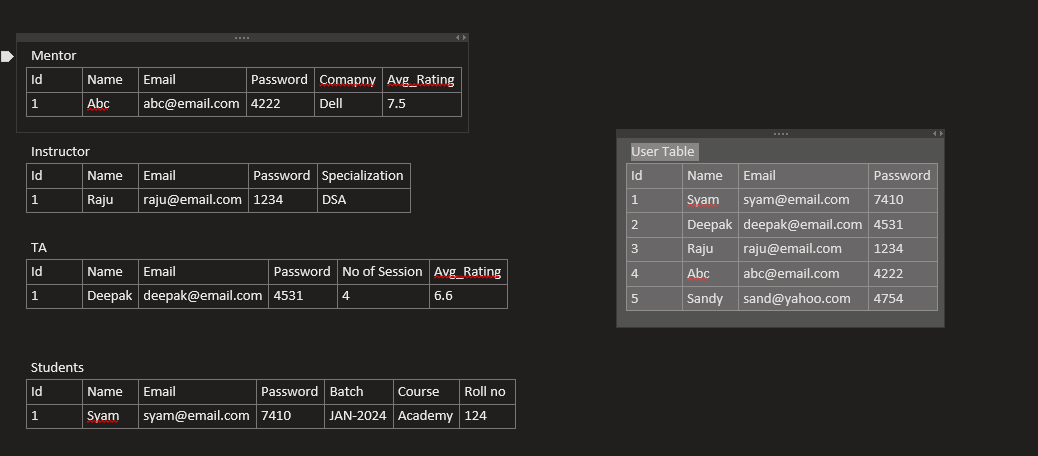 Mentor
Id Name Email Password Comapny Avg_Rating
1 Abc abc@email.com 4222 Dell 7.5
Instructor
Id Name Email Password Specialization
1 Raju raju@email.com 1234 DSA
TA
Id Name Email Password No of Session Avg_Rating
1 Deepak deepak@email.com 4531 4 6.6
Students
Id Name Email Password Batch Course Roll no
1 Syam syam@email.com 7410 JAN-2024 Academy 124
User Table
Id Name Email Password
1 Syam syam@email.com 7410
2 Deepak deepak@email.com 4531
3 Raju raju@email.com 1234
4 Abc abc@email.com 4222
5 Sandy sand@yahoo.com 4754